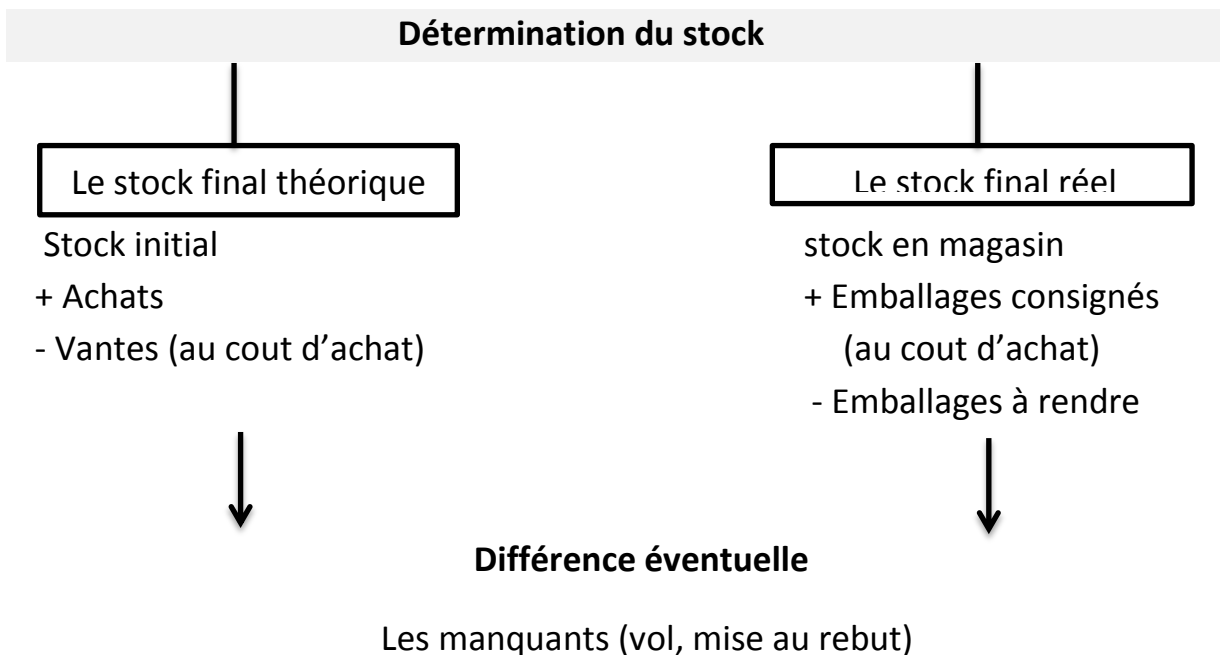 Détermination du stock
Le stock final théorique
Stock initial
+ Achats
- Vantes (au cout d’achat)
Le stock final réel
stock en magasin
+ Emballages consignés
(au cout d’achat)
- Emballages à rendre
Différence éventuelle
Les manquants (vol, mise au rebut)